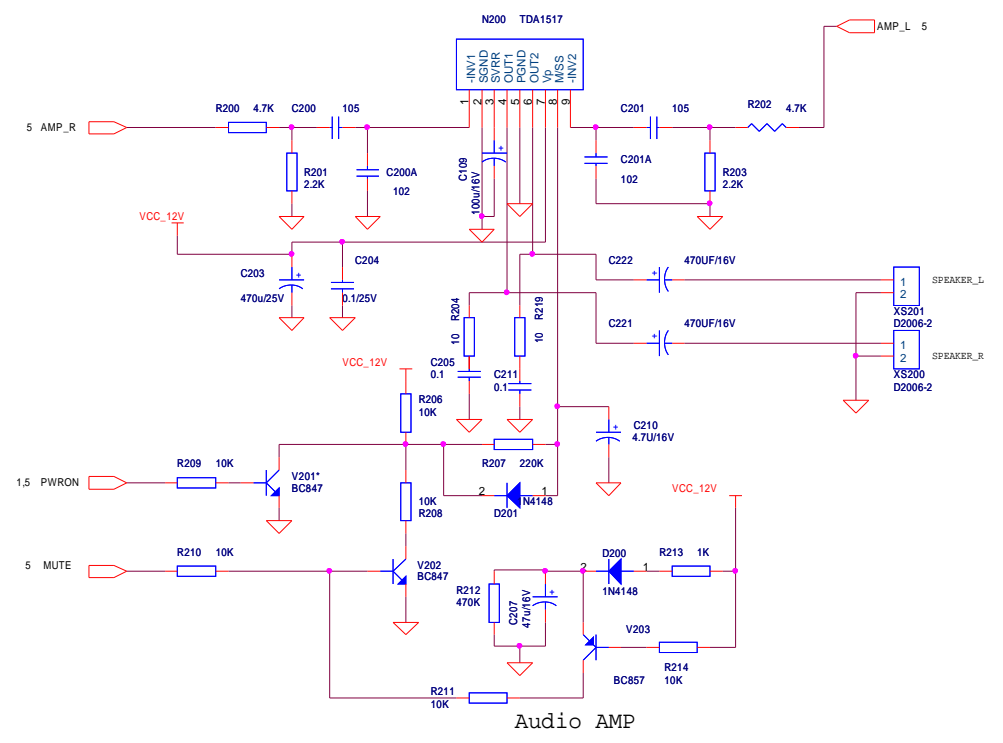 N200 TDA1517
AMP_L 5
-INV1
SGND
SVRR
OUT1
PGND
OUT2
Vp
M/SS
-INV2
1
2
3
4
5
6
7
8
9
R200 4.7K C200 105
C201 105 R202 4.7K
5 AMP_R
R201
2.2K
C200A
102
C109
100u/16V
C201A
102
R203
2.2K
VCC_12V
C203
470u/25V
C204
0.1/25V
C222 470UF/16V
1
2
SPEAKER_L
XS201
D2006-2
R204
10
R219
10
C221 470UF/16V
1
2
SPEAKER_R
XS200
D2006-2
C205
0.1
C211
0.1
VCC_12V
R206
10K
C210
4.7U/16V
R207 220K
1,5 PWRON
R209 10K
V201*
BC847
10K
R208
2
1
N4148
D201
VCC_12V
5 MUTE
R210 10K
V202
BC847
R212
470K
C207
47u/16V
D200
2
1
1N4148
R213 1K
V203
BC857
R214
10K
R211
10K
Audio AMP